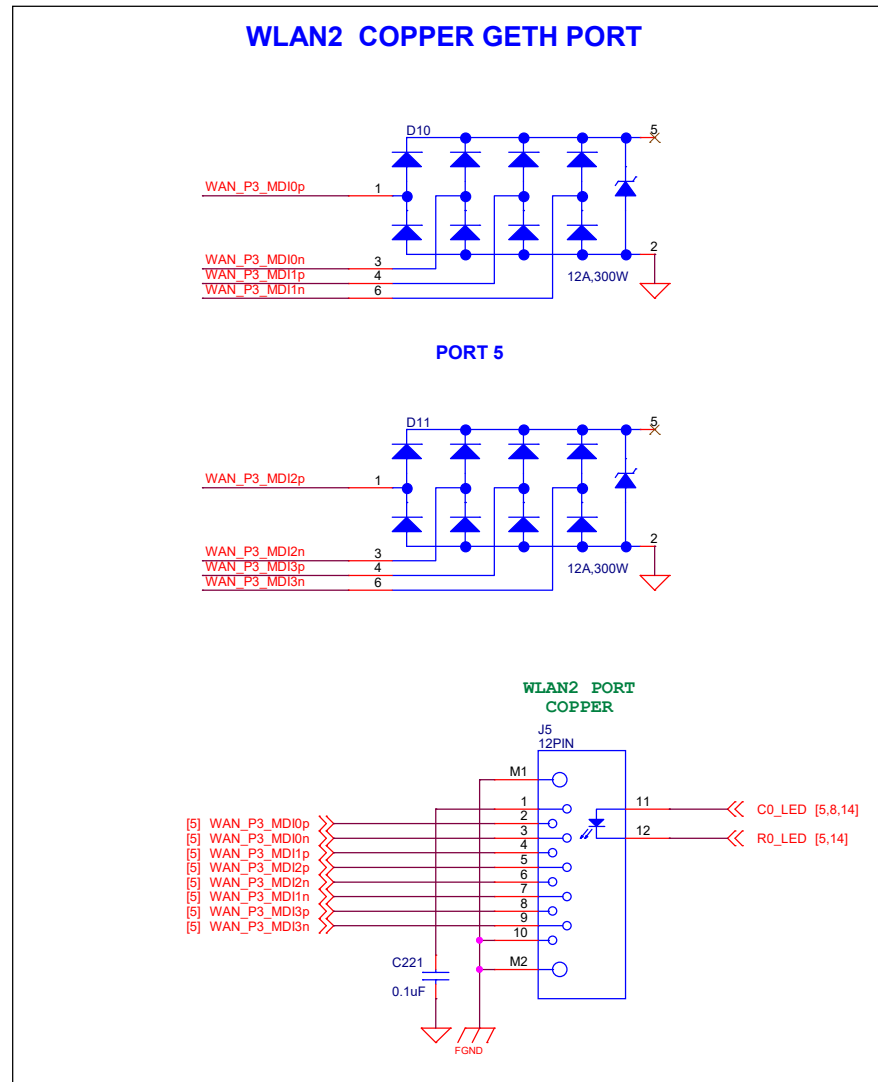 WLAN2 COPPER GETH PORT
D10
5
WAN_P3_MDI0p 1
2
WAN_P3_MDI0n 3
WAN_P3_MDI1p 4
WAN_P3_MDI1n 6
12A,300W
PORT 5
D11
5
WAN_P3_MDI2p 1
2
WAN_P3_MDI2n 3
WAN_P3_MDI3p 4
WAN_P3_MDI3n 6
12A,300W
WLAN2 PORT
COPPER
J5
12PIN
M1
1
[5] WAN_P3_MDI0p 2
[5] WAN_P3_MDI0n 3
[5] WAN_P3_MDI1p 4
[5] WAN_P3_MDI2p 5
[5] WAN_P3_MDI2n 6
[5] WAN_P3_MDI1n 7
[5] WAN_P3_MDI3p 8
[5] WAN_P3_MDI3n 9
10
M2
11 C0_LED [5,8,14]
12 R0_LED [5,14]
C221
0.1uF
FGND